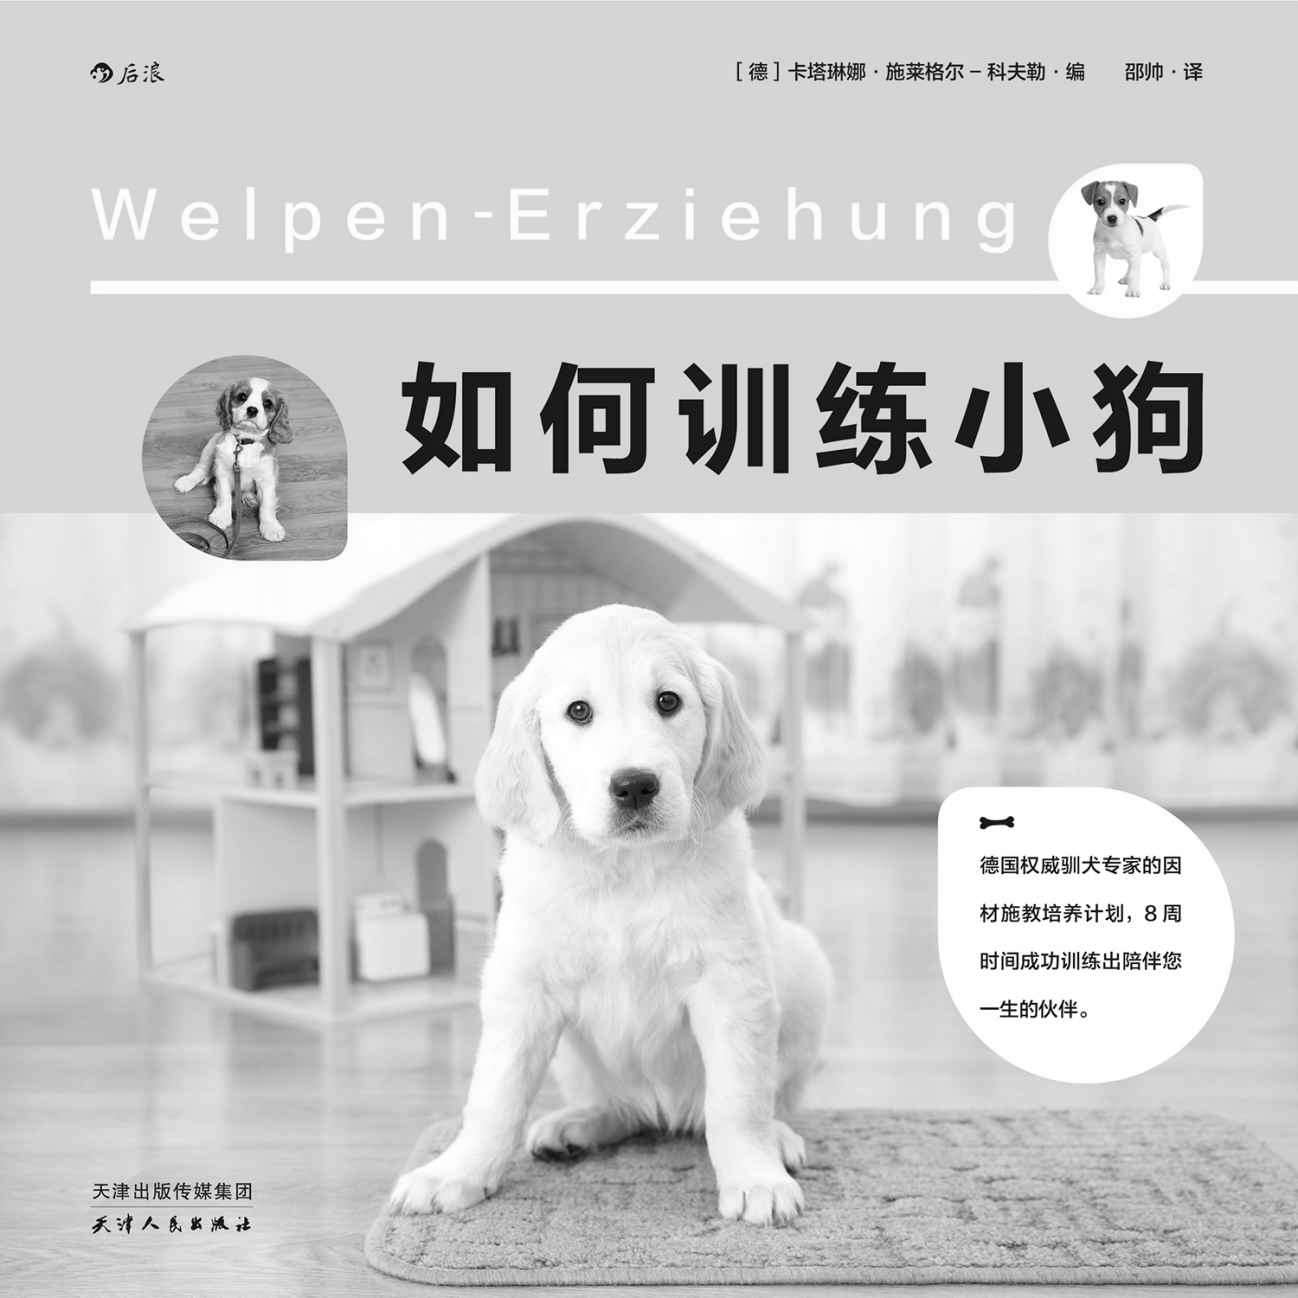 后浪
[德]卡塔琳娜·施莱格尔-科夫勒·编 邵帅·译
Welpen-Erziehung
如何训练小狗
德国权威驯犬专家的因
材施教培养计划，8周
时间成功训练出陪伴您
一生的伙伴。
天津出版传媒集团
天津人民出版社